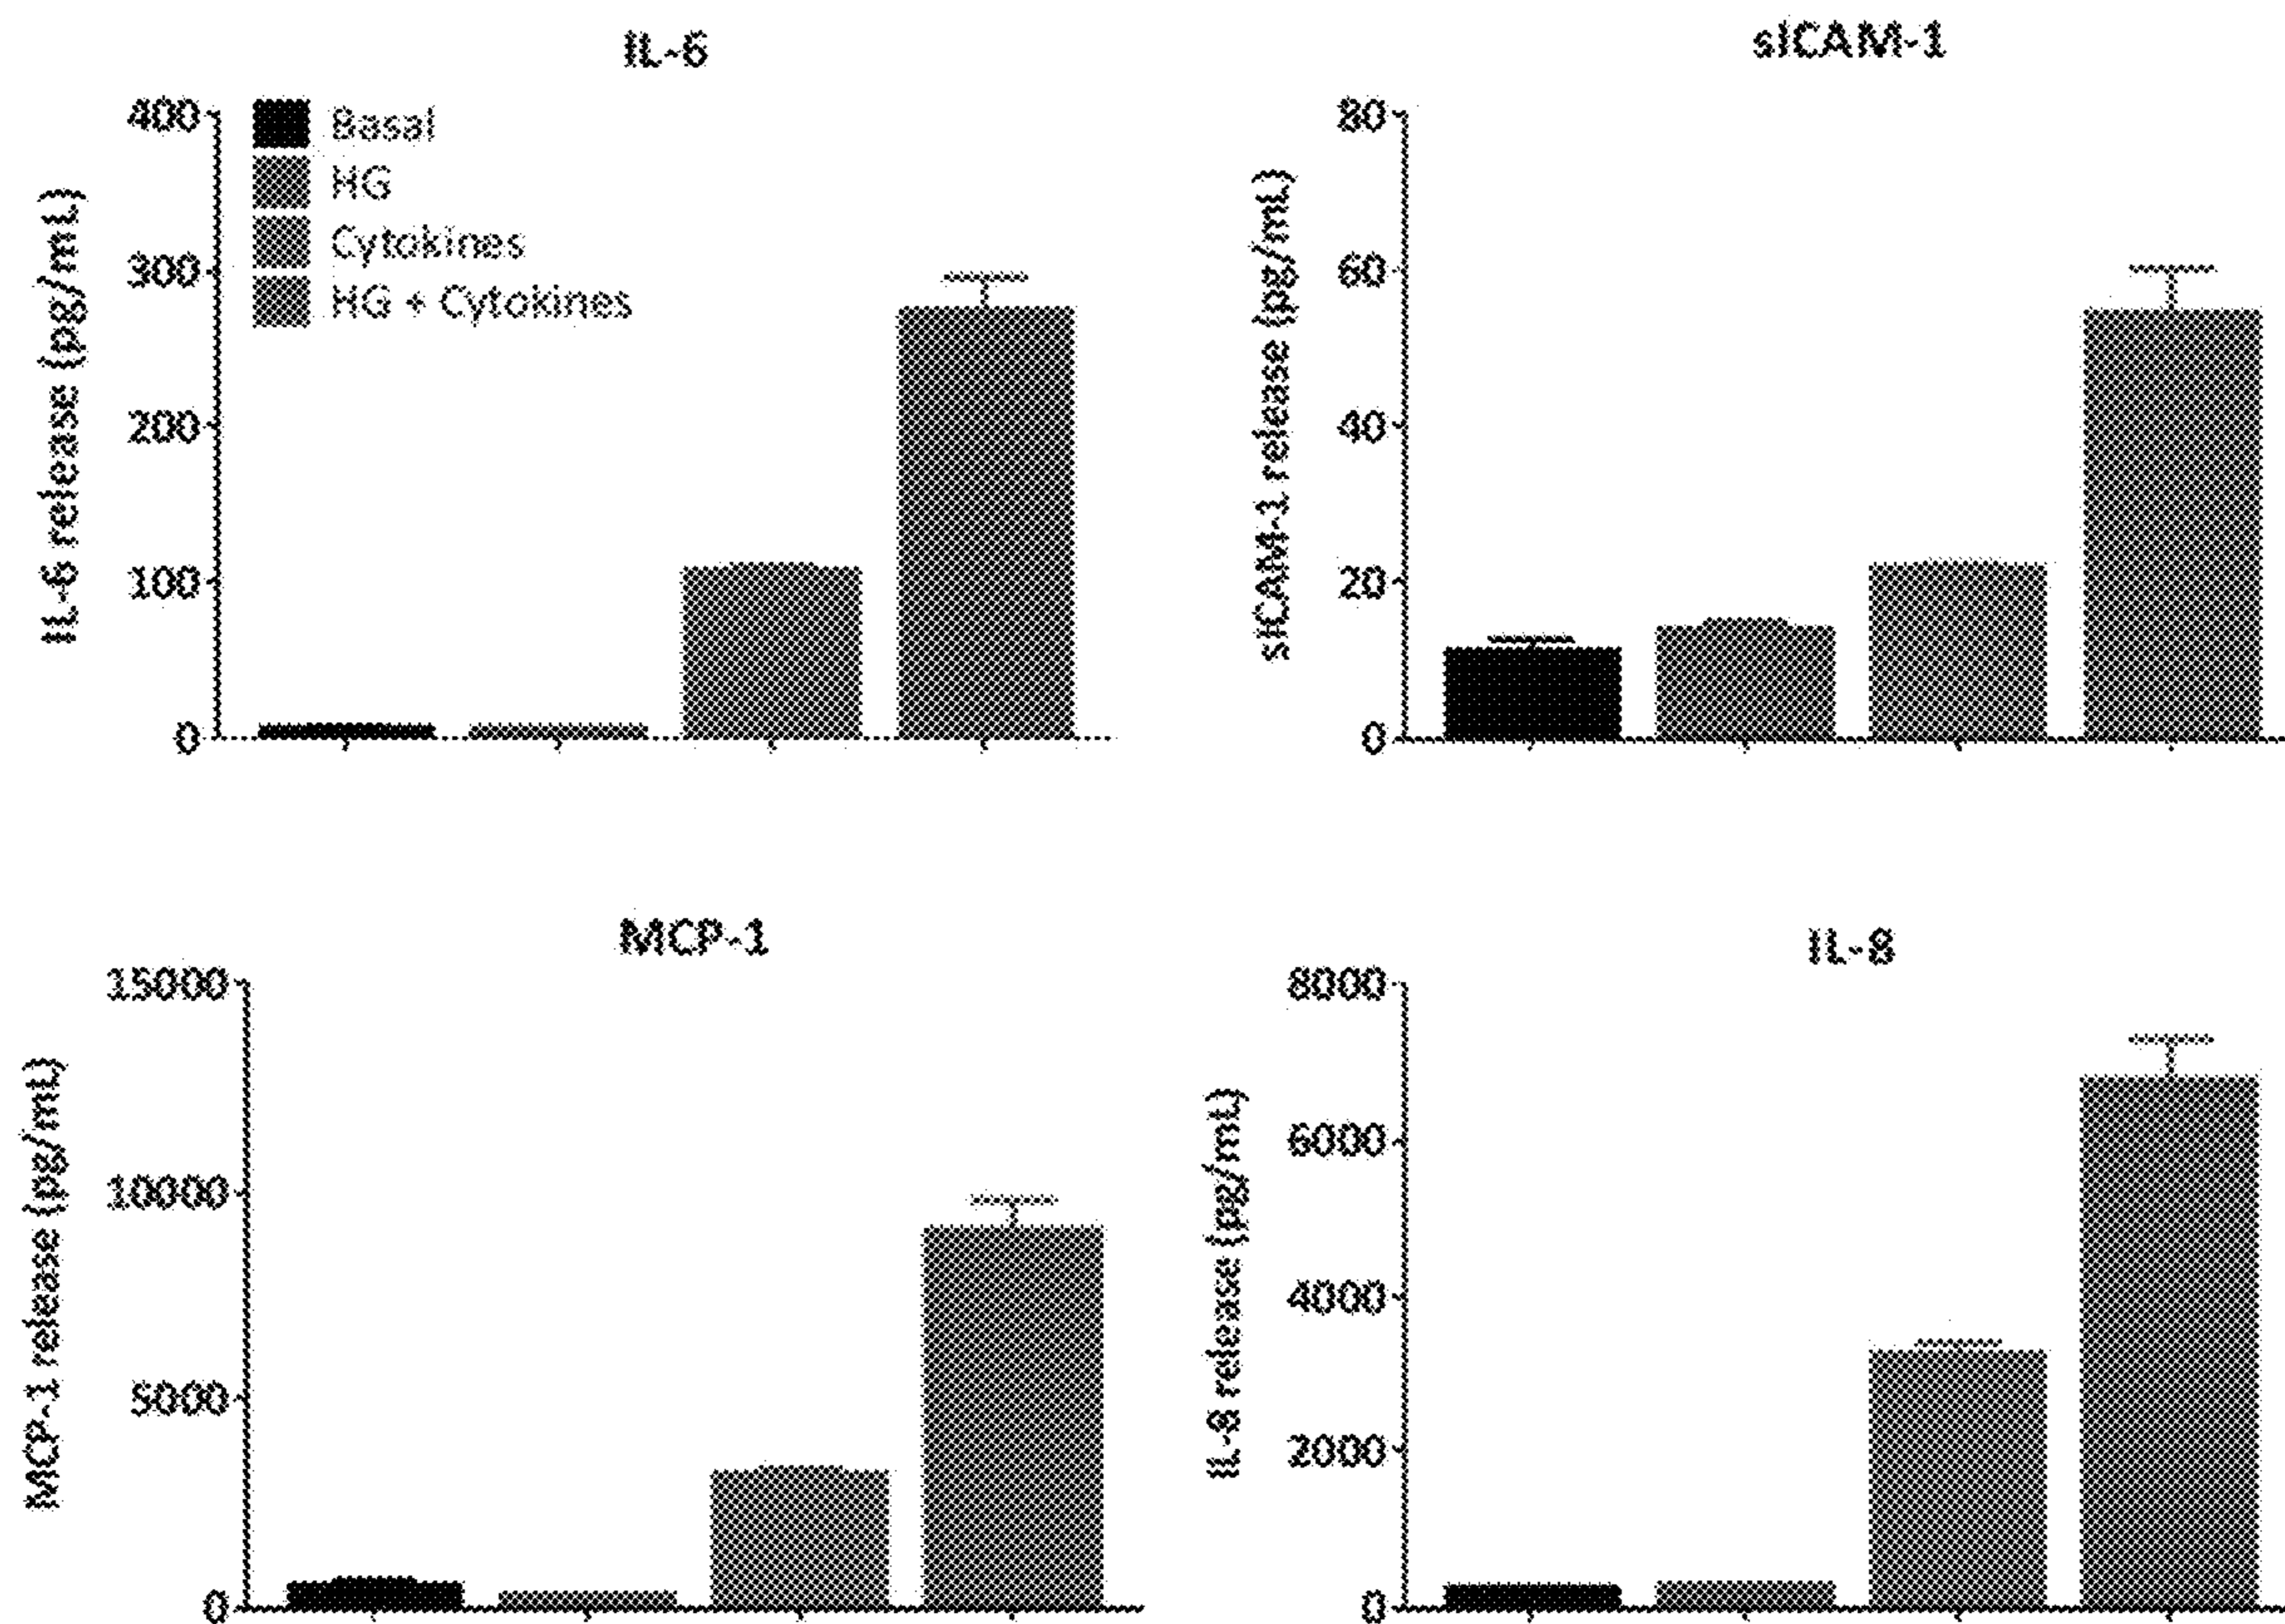 IL-6
400
300
200
100
0
IL-6 release (pg/mL)
Basal
HG
Cytokines
HG + Cytokines
sICAM-1
80
60
40
20
0
sICAM-1 release (pg/mL)
MCP-1
15000
10000
5000
0
MCP-1 release (pg/mL)
IL-8
8000
6000
4000
2000
0
IL-8 release (pg/mL)